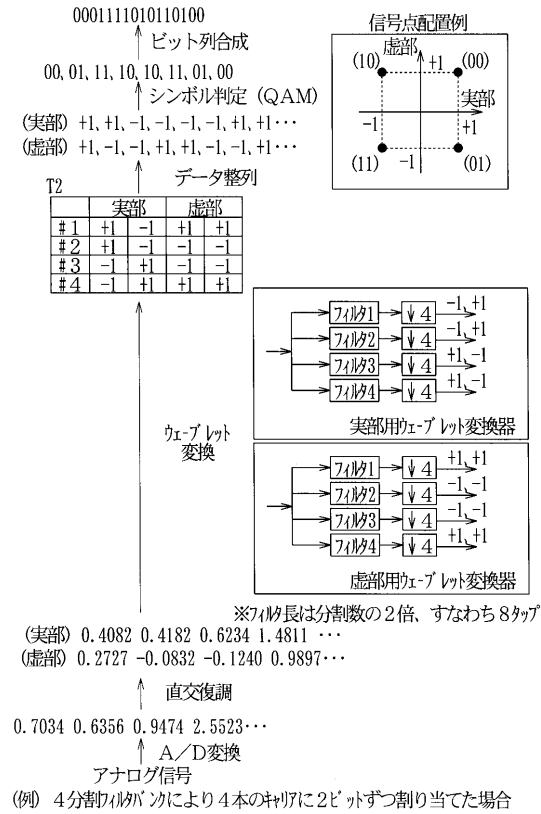 0001111010110100
ビット列合成
00,01,11,10,10,11,01,00
シンボル判定（QAM）
(実部) +1,+1,-1,-1,-1,-1,+1,+1･･･
(虚部) +1,-1,-1,+1,+1,-1,-1,+1･･･
データ整列
信号点配置例
虚部
(10) +1 (00)
実部
-1 +1
(11) -1 (01)
T2
実部 虚部
#1 +1 -1 +1 +1
#2 +1 -1 -1 -1
#3 -1 +1 -1 -1
#4 -1 +1 +1 +1
フィルタ1 ↓4 -1,+1
フィルタ2 ↓4 -1,+1
フィルタ3 ↓4 +1,-1
フィルタ4 ↓4 +1,-1
実部用ウェーブレット変換器
ウェーブレット
変換
フィルタ1 ↓4 +1,+1
フィルタ2 ↓4 -1,-1
フィルタ3 ↓4 -1,-1
フィルタ4 ↓4 +1,+1
虚部用ウェーブレット変換器
※フィルタ長は分割数の２倍、すなわち８タップ
(実部) 0.4082 0.4182 0.6234 1.4811 ･･･
(虚部) 0.2727 -0.0832 -0.1240 0.9897･･･
直交復調
0.7034 0.6356 0.9474 2.5523･･･
A／D変換
アナログ信号
(例) ４分割フィルタバンクにより４本のキャリアに２ビットずつ割り当てた場合